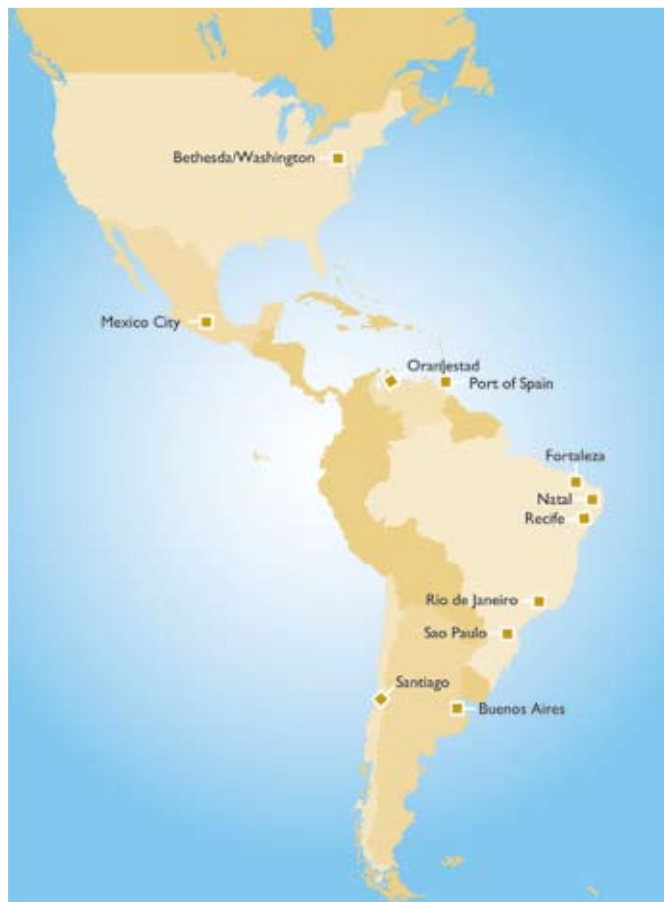 Bethesda/Washington
Mexico City
Oranjestad
Port of Spain
Fortaleza
Natal
Recife
Rio de Janeiro
Sao Paulo
Santiago
Buenos Aires